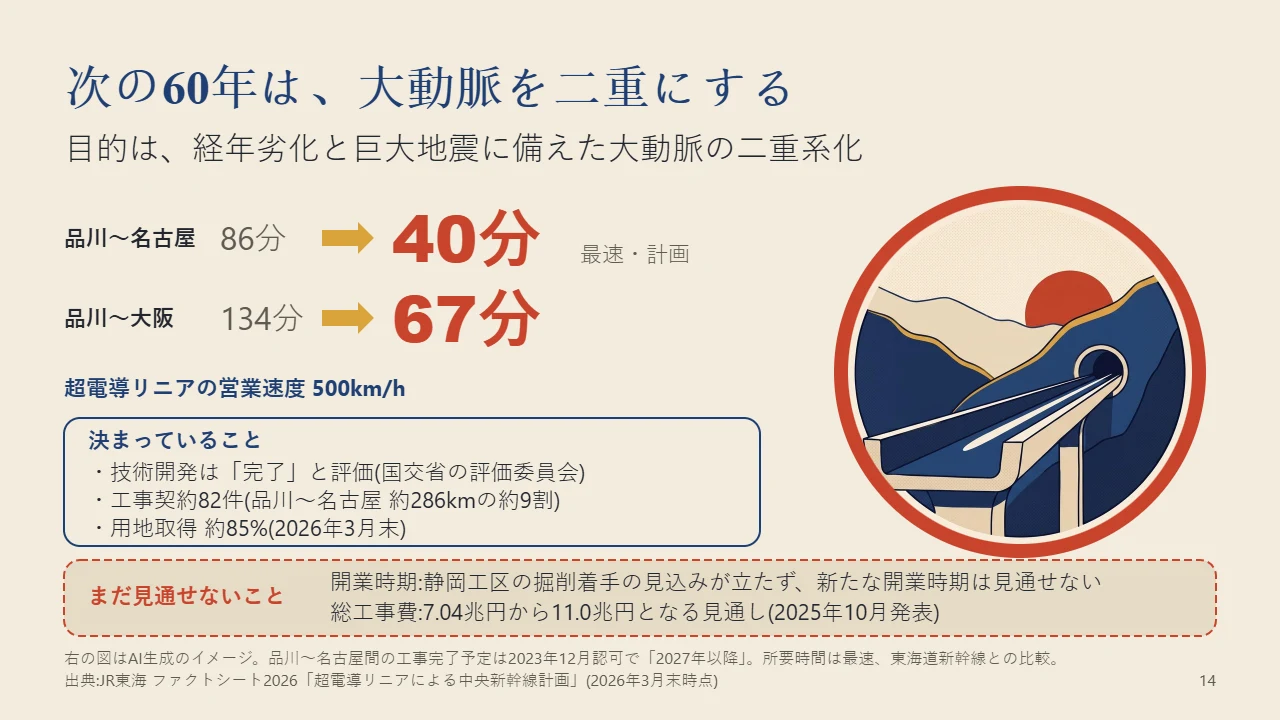 次の60年は、大動脈を二重にする
目的は、経年劣化と巨大地震に備えた大動脈の二重系化
品川～名古屋 86分 40分 最速・計画
品川～大阪 134分 67分
超電導リニアの営業速度 500km/h
決まっていること
・技術開発は「完了」と評価(国交省の評価委員会)
・工事契約約82件(品川～名古屋 約286kmの約9割)
・用地取得 約85%(2026年3月末)
まだ見通せないこと
開業時期:静岡工区の掘削着手の見込みが立たず、新たな開業時期は見通せない
総工事費:7.04兆円から11.0兆円となる見通し(2025年10月発表)
右の図はAI生成のイメージ。品川～名古屋間の工事完了予定は2023年12月認可で「2027年以降」。所要時間は最速、東海道新幹線との比較。
出典:JR東海 ファクトシート2026「超電導リニアによる中央新幹線計画」(2026年3月末時点)
14